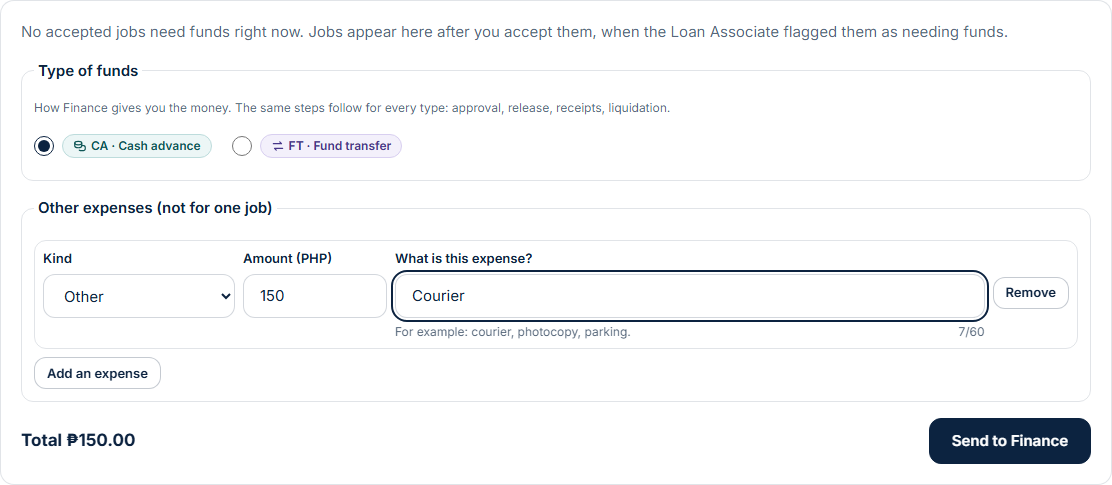 No accepted jobs need funds right now. Jobs appear here after you accept them, when the Loan Associate flagged them as needing funds.
Type of funds
How Finance gives you the money. The same steps follow for every type: approval, release, receipts, liquidation.
CA · Cash advance
FT · Fund transfer
Other expenses (not for one job)
Kind
Amount (PHP)
What is this expense?
Other
150
Courier
Remove
For example: courier, photocopy, parking.
7/60
Add an expense
Total ₱150.00
Send to Finance